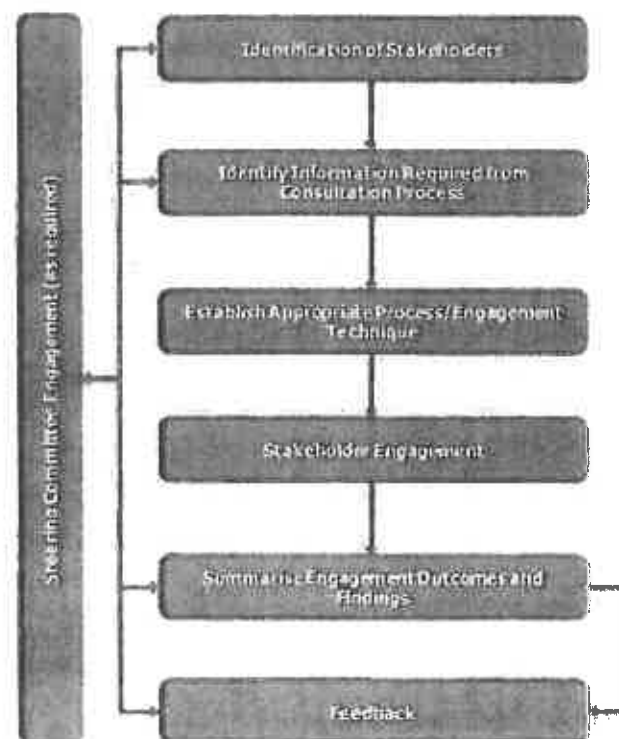 Steering Committee Engagement (as required)
Identification of Stakeholders
Identify Information Required from
Consultation Process
Establish Appropriate Process/Engagement
Technique
Stakeholder Engagement
Summarise Engagement Outcomes and
Findings
Feedback